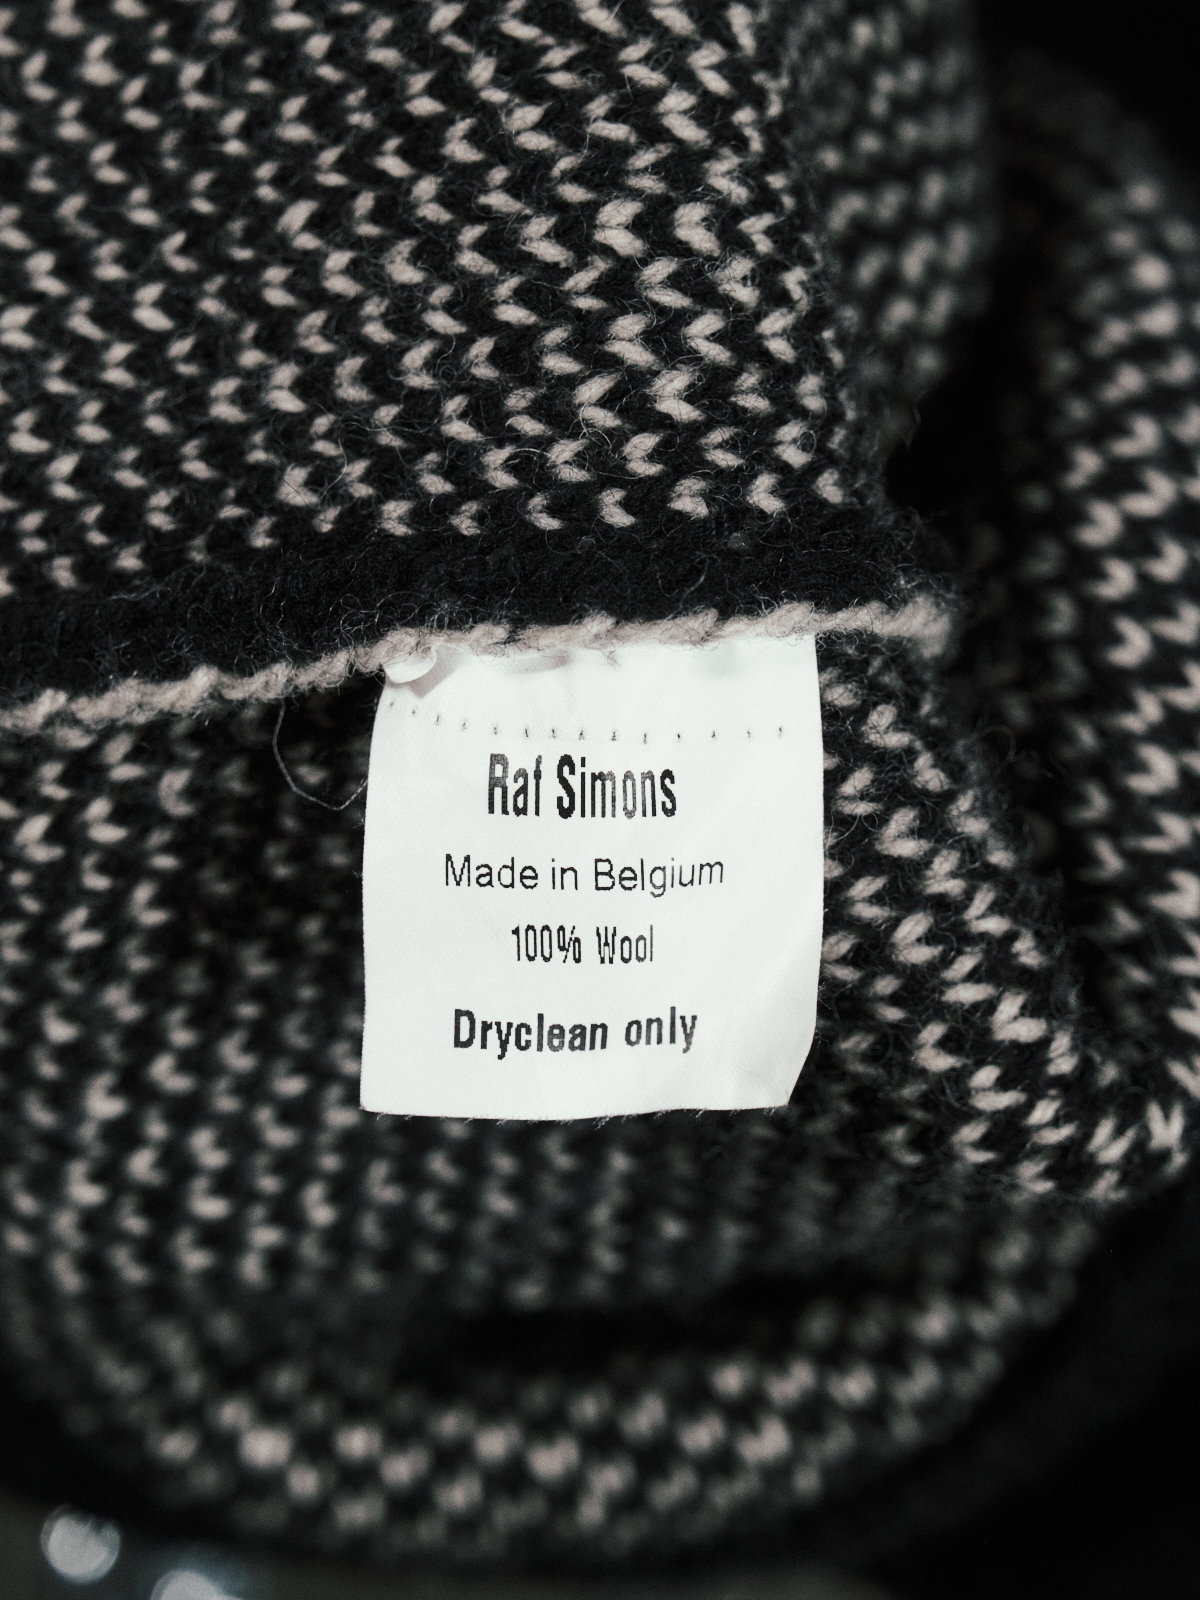 Raf Simons
Made in Belgium
100% Wool
Dryclean only